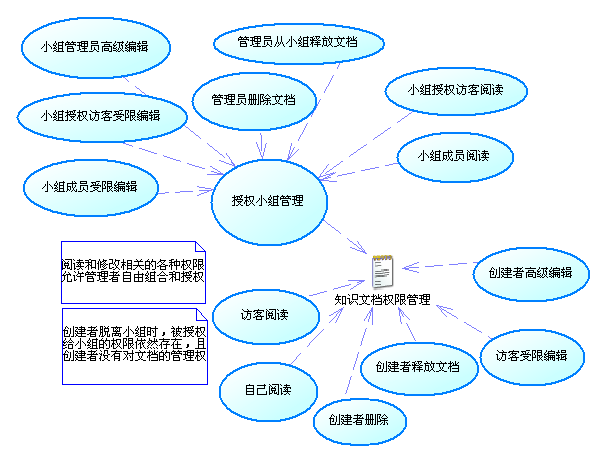 小组管理员高级编辑
管理员从小组释放文档
管理员删除文档
小组授权访客阅读
小组授权访客受限编辑
小组成员阅读
小组成员受限编辑
授权小组管理
阅读和修改相关的各种权限
允许管理者自由组合和授权
创建者高级编辑
知识文档权限管理
访客阅读
创建者脱离小组时，被授权
给小组的权限依然存在，且
创建者没有对文档的管理权
访客受限编辑
创建者释放文档
自己阅读
创建者删除